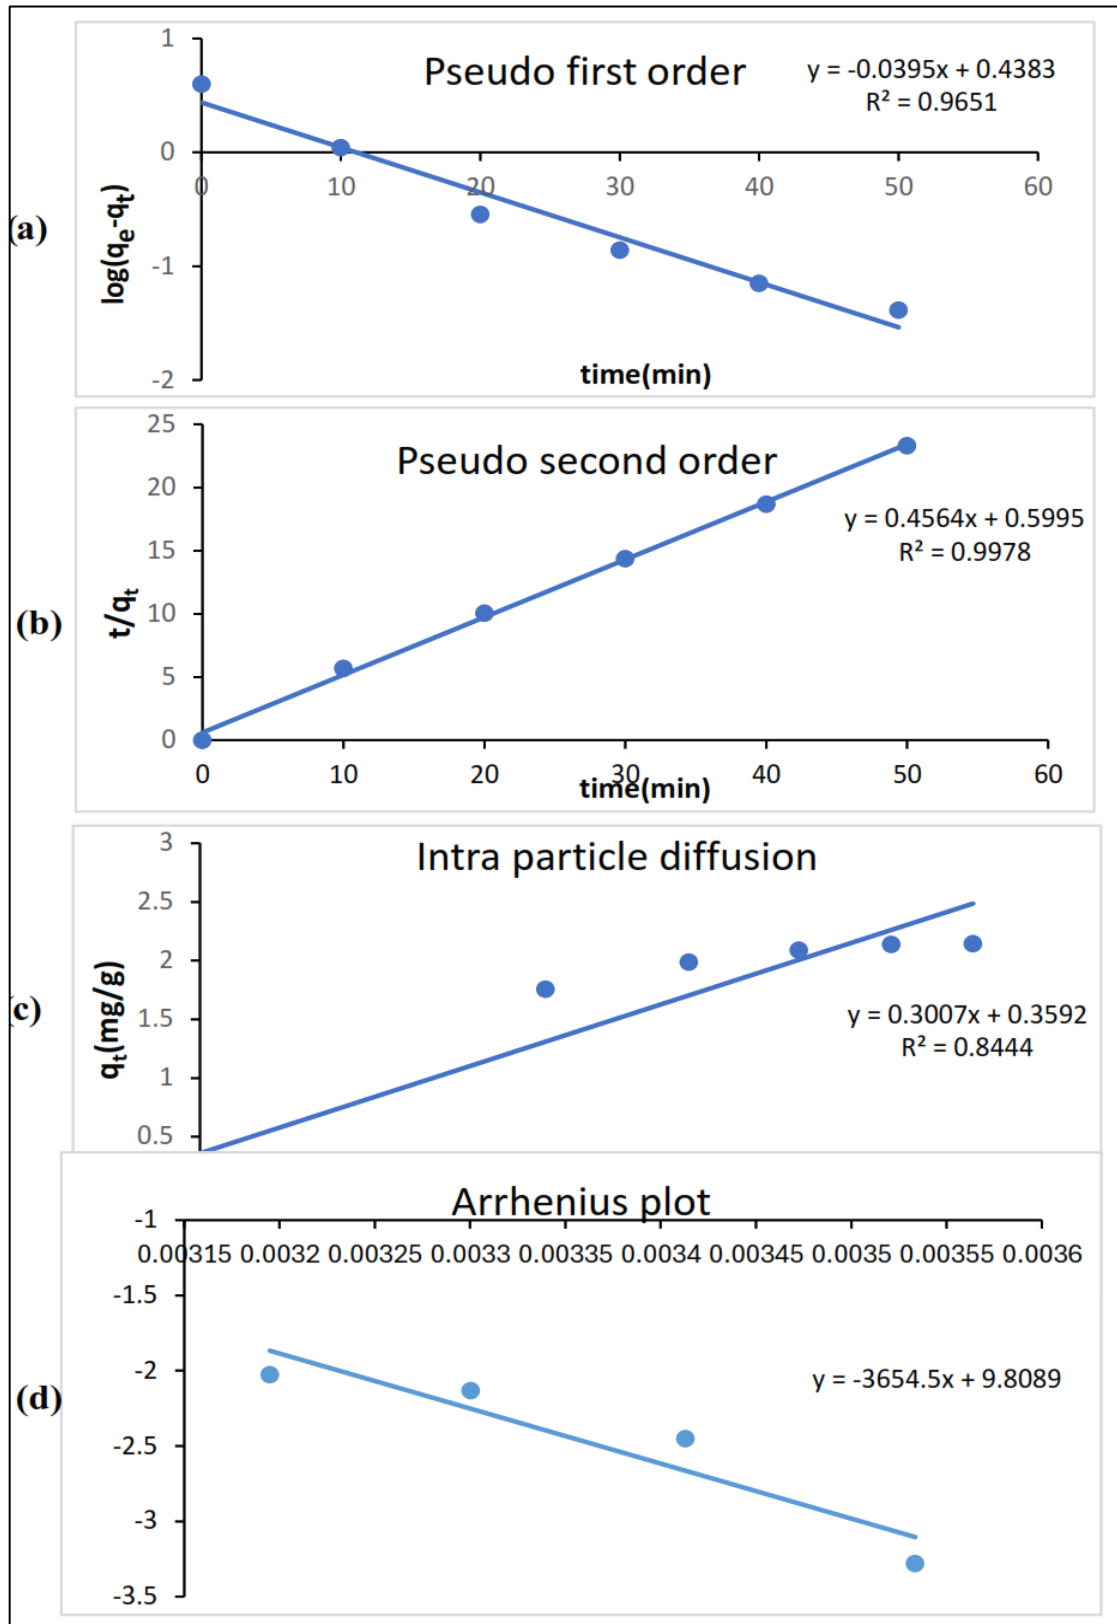 (a)
Pseudo first order
y = -0.0395x + 0.4383
R² = 0.9651
1
0
-1
-2
log(qₑ-qₜ)
0 10 20 30 40 50 60
time(min)
(b)
Pseudo second order
y = 0.4564x + 0.5995
R² = 0.9978
25
20
15
10
5
0
t/qₜ
0 10 20 30 40 50 60
time(min)
(c)
Intra particle diffusion
y = 0.3007x + 0.3592
R² = 0.8444
3
2.5
2
1.5
1
0.5
qₜ(mg/g)
(d)
Arrhenius plot
-1
0.00315 0.0032 0.00325 0.0033 0.00335 0.0034 0.00345 0.0035 0.00355 0.0036
-1.5
-2
-2.5
-3
-3.5
y = -3654.5x + 9.8089